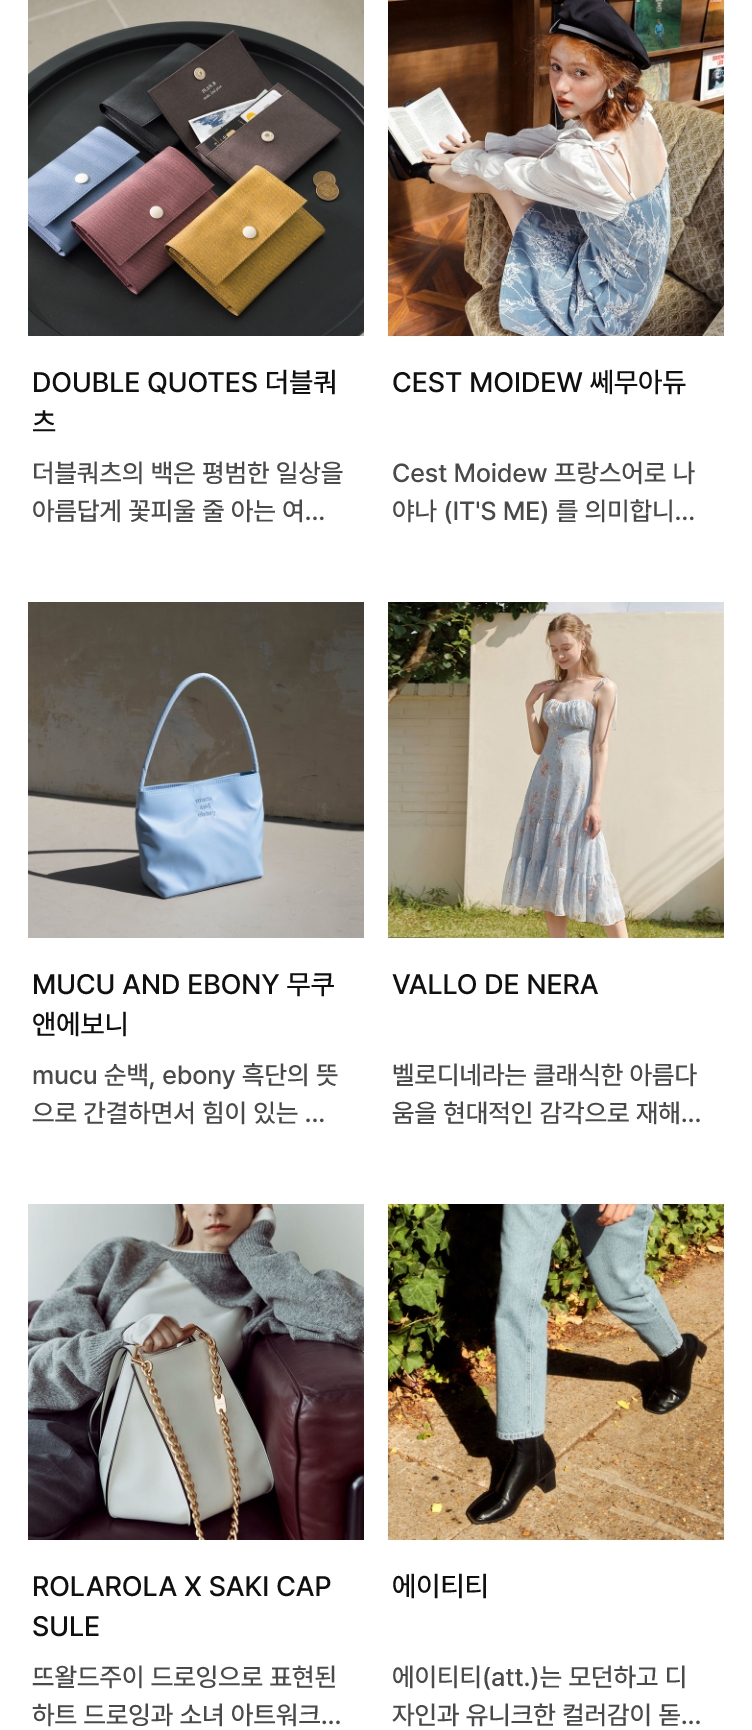 DOUBLE QUOTES 더블쿼
츠
더블쿼츠의 백은 평범한 일상을
아름답게 꽃피울 줄 아는 여...
CEST MOIDEW 쎄무아듀
Cest Moidew 프랑스어로 나
야나 (IT'S ME) 를 의미합니...
mucu
and
ebony
MUCU AND EBONY 무쿠
앤에보니
mucu 순백, ebony 흑단의 뜻
으로 간결하면서 힘이 있는 ...
VALLO DE NERA
벨로디네라는 클래식한 아름다
움을 현대적인 감각으로 재해...
ROLAROLA X SAKI CAP
SULE
뜨왈드주이 드로잉으로 표현된
하트 드로잉과 소녀 아트워크...
에이티티
에이티티(att.)는 모던하고 디
자인과 유니크한 컬러감이 돋...